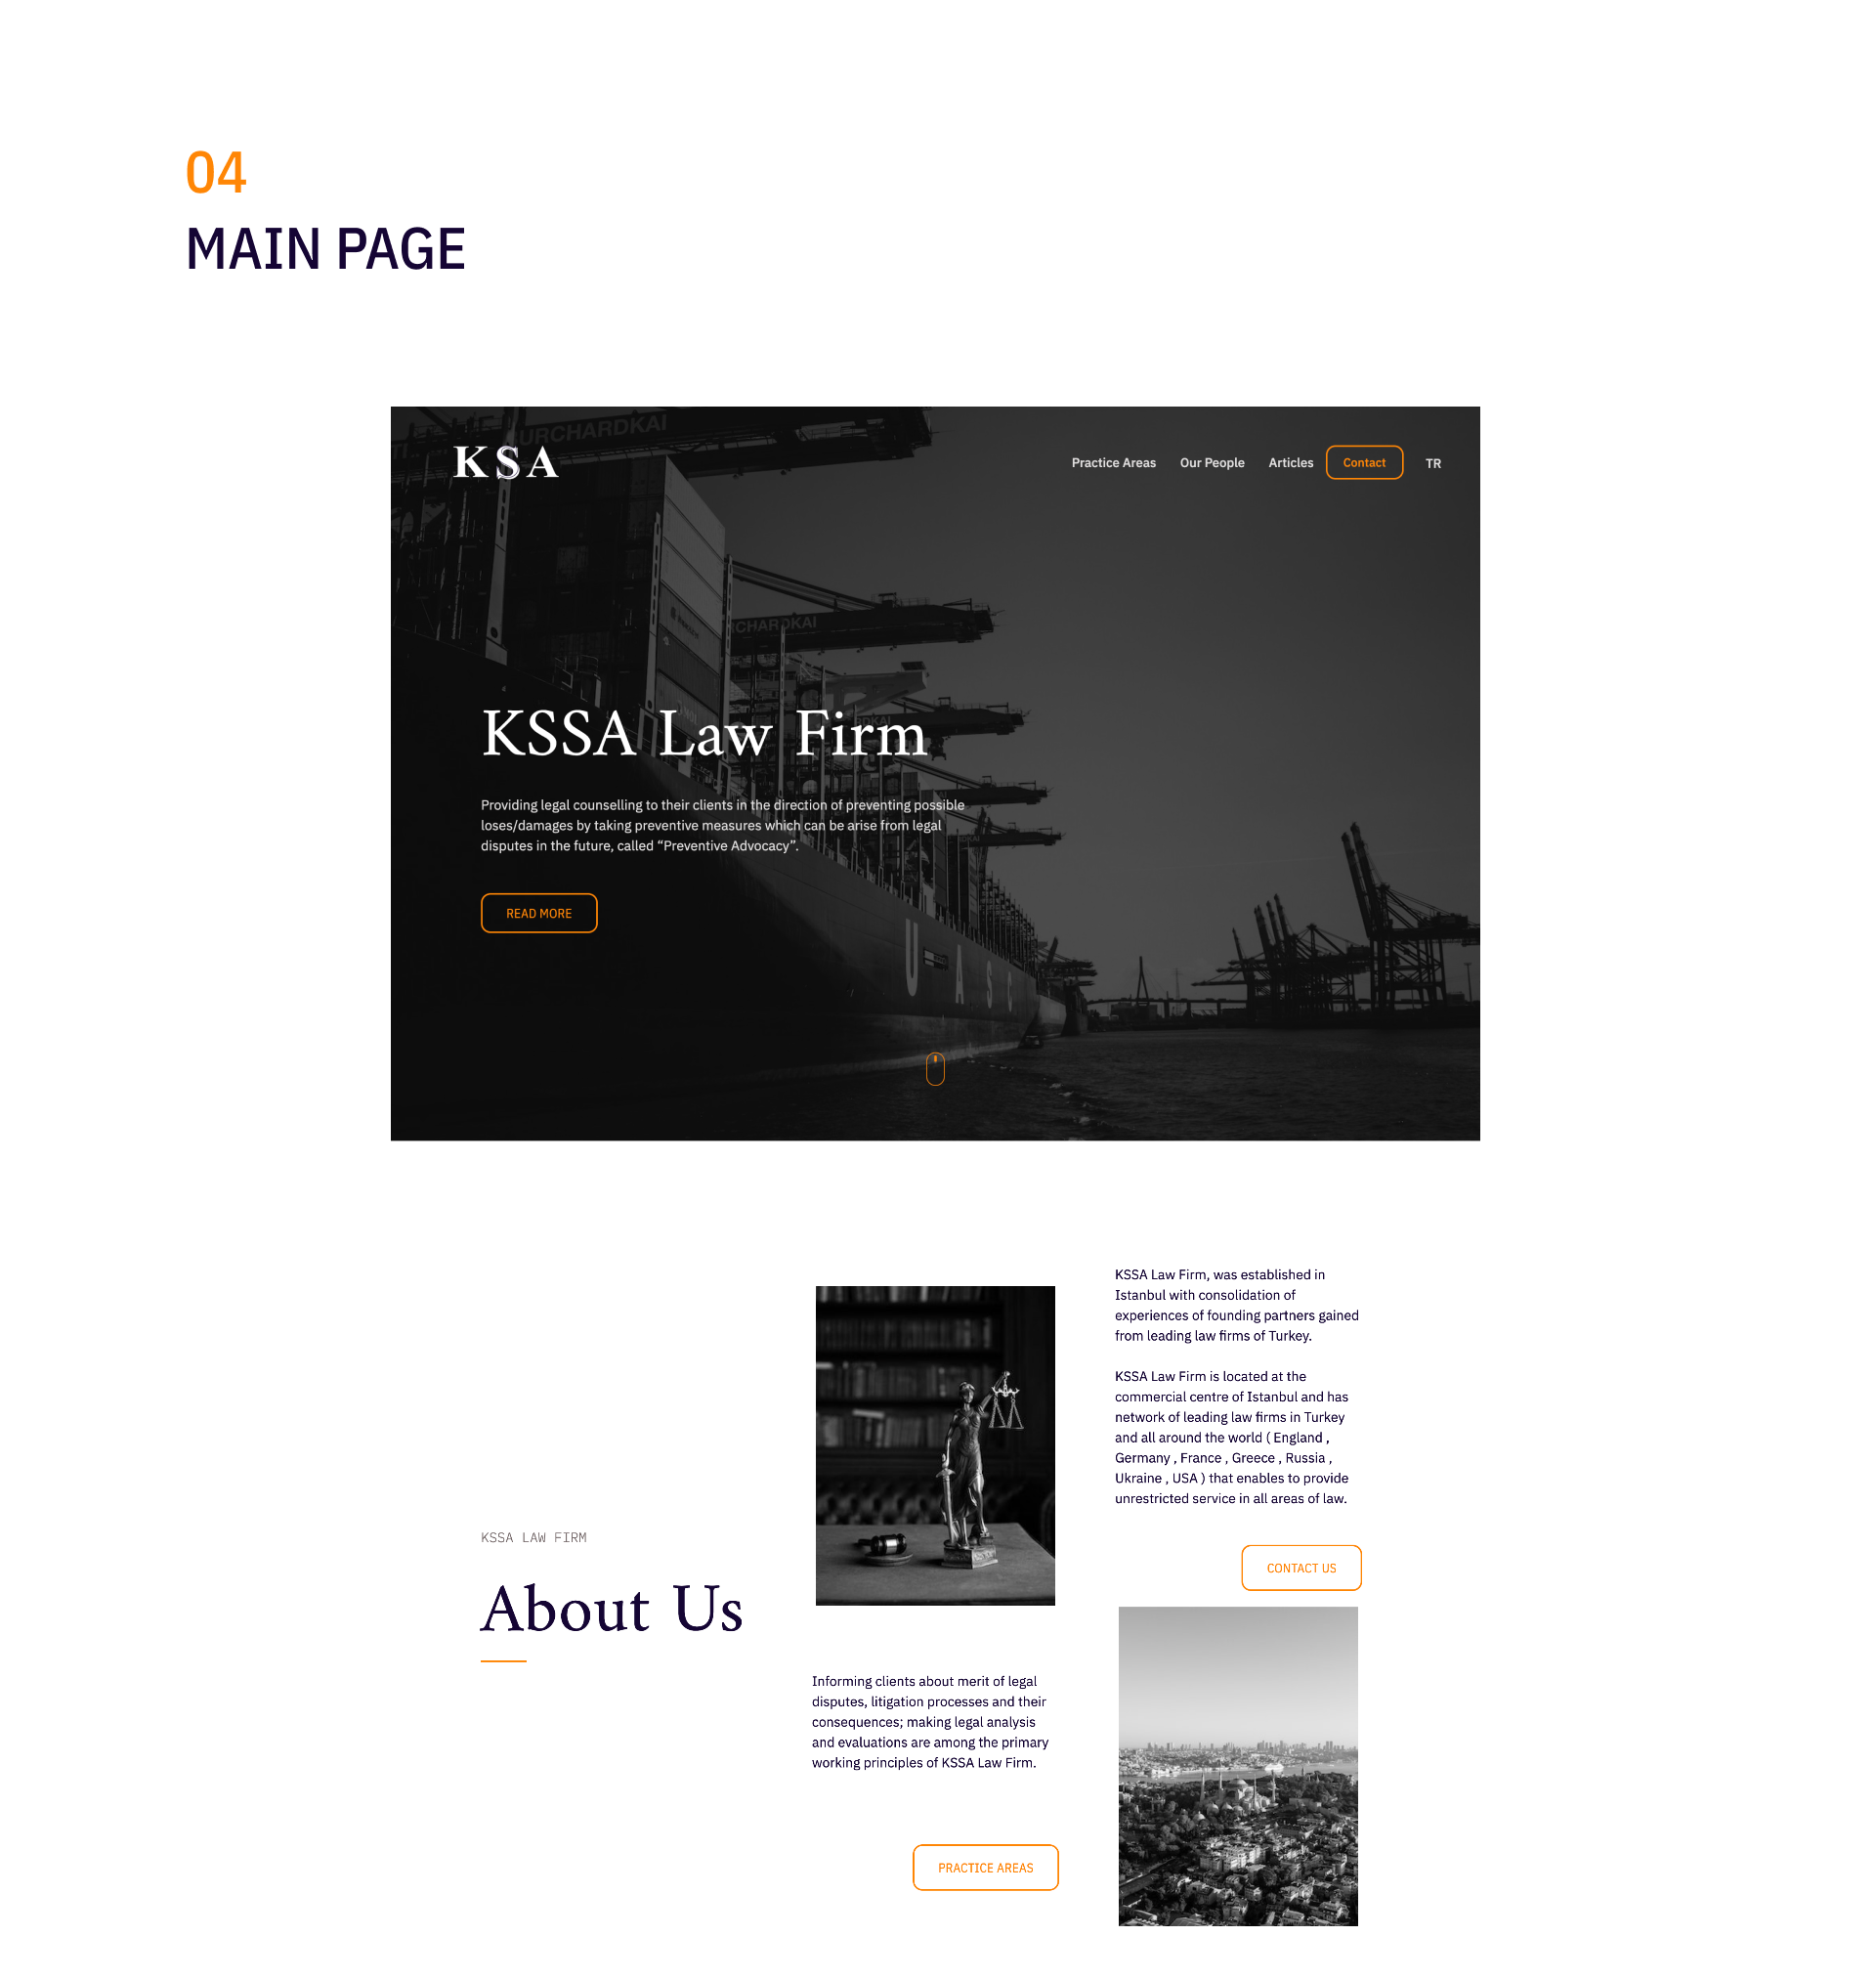 04
MAIN PAGE
BURCHARDKAI
KSA
Practice Areas
Our People
Articles
Contact
TR
RCHARDKAI
RDKAI
KSSA Law Firm
Providing legal counselling to their clients in the direction of preventing possible
loses/damages by taking preventive measures which can be arise from legal
disputes in the future, called “Preventive Advocacy”.
READ MORE
U A S C
KSSA Law Firm, was established in
Istanbul with consolidation of
experiences of founding partners gained
from leading law firms of Turkey.
KSSA Law Firm is located at the
commercial centre of Istanbul and has
network of leading law firms in Turkey
and all around the world ( England ,
Germany , France , Greece , Russia ,
Ukraine , USA ) that enables to provide
unrestricted service in all areas of law.
CONTACT US
KSSA LAW FIRM
About Us
Informing clients about merit of legal
disputes, litigation processes and their
consequences; making legal analysis
and evaluations are among the primary
working principles of KSSA Law Firm.
PRACTICE AREAS